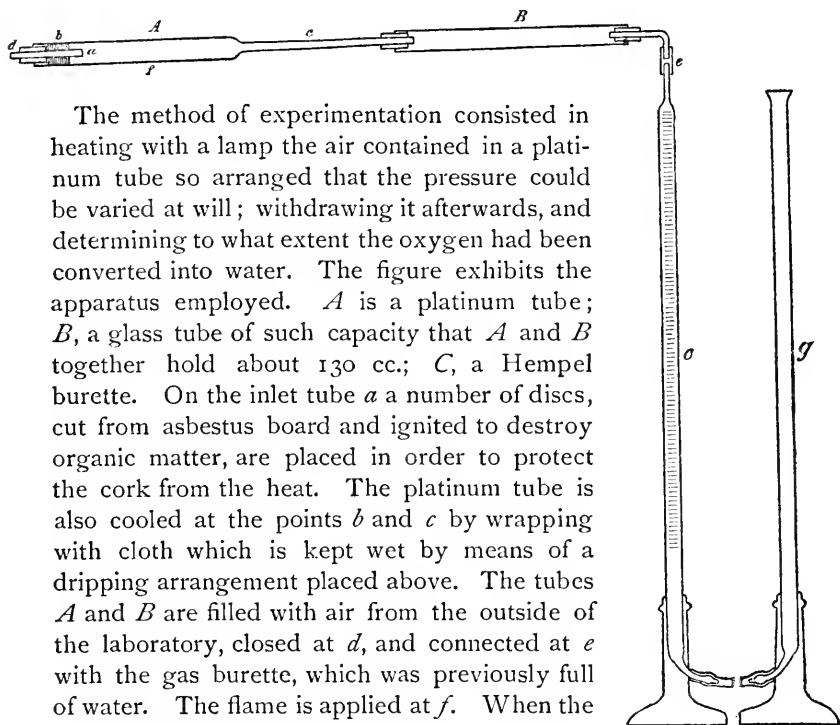 A
B
b
c
d
a
f
e
The method of experimentation consisted in
heating with a lamp the air contained in a plati-
num tube so arranged that the pressure could
be varied at will; withdrawing it afterwards, and
determining to what extent the oxygen had been
converted into water. The figure exhibits the
apparatus employed. A is a platinum tube;
B, a glass tube of such capacity that A and B
together hold about 130 cc.; C, a Hempel
burette. On the inlet tube a a number of discs,
cut from asbestus board and ignited to destroy
organic matter, are placed in order to protect
the cork from the heat. The platinum tube is
also cooled at the points b and c by wrapping
with cloth which is kept wet by means of a
dripping arrangement placed above. The tubes
A and B are filled with air from the outside of
the laboratory, closed at d, and connected at e
with the gas burette, which was previously full
of water. The flame is applied at f. When the
c
g